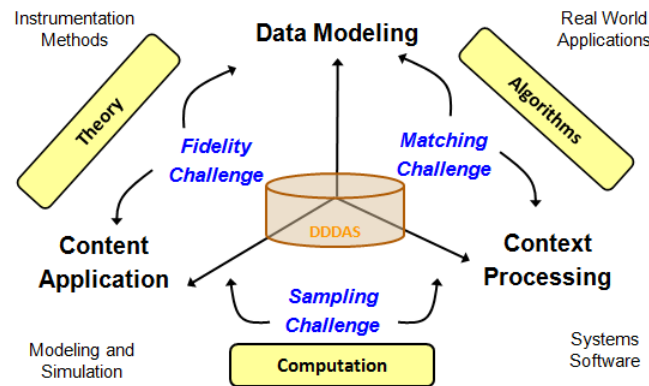 Instrumentation
Methods
Data Modeling
Real World
Applications
Theory
Algorithms
Fidelity
Challenge
Matching
Challenge
DDDAS
Content
Application
Context
Processing
Sampling
Challenge
Modeling and
Simulation
Computation
Systems
Software